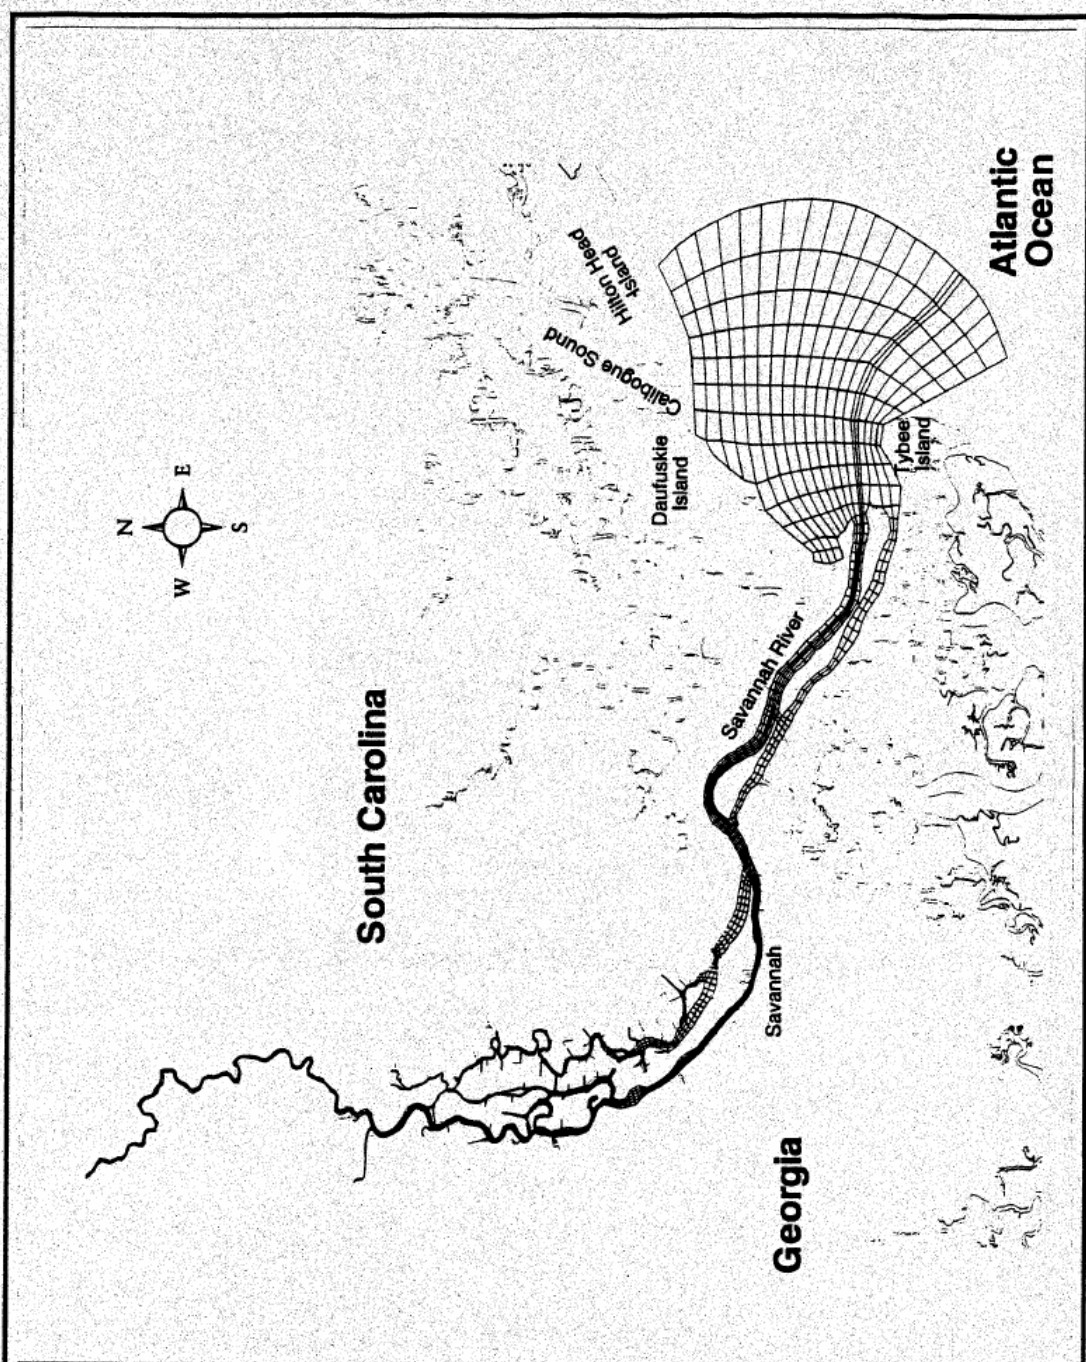 N
W
E
S
South Carolina
Hilton Head
Island
Calibogue Sound
Daufuskie
Island
Atlantic
Ocean
Tybee
Island
Savannah River
Savannah
Georgia